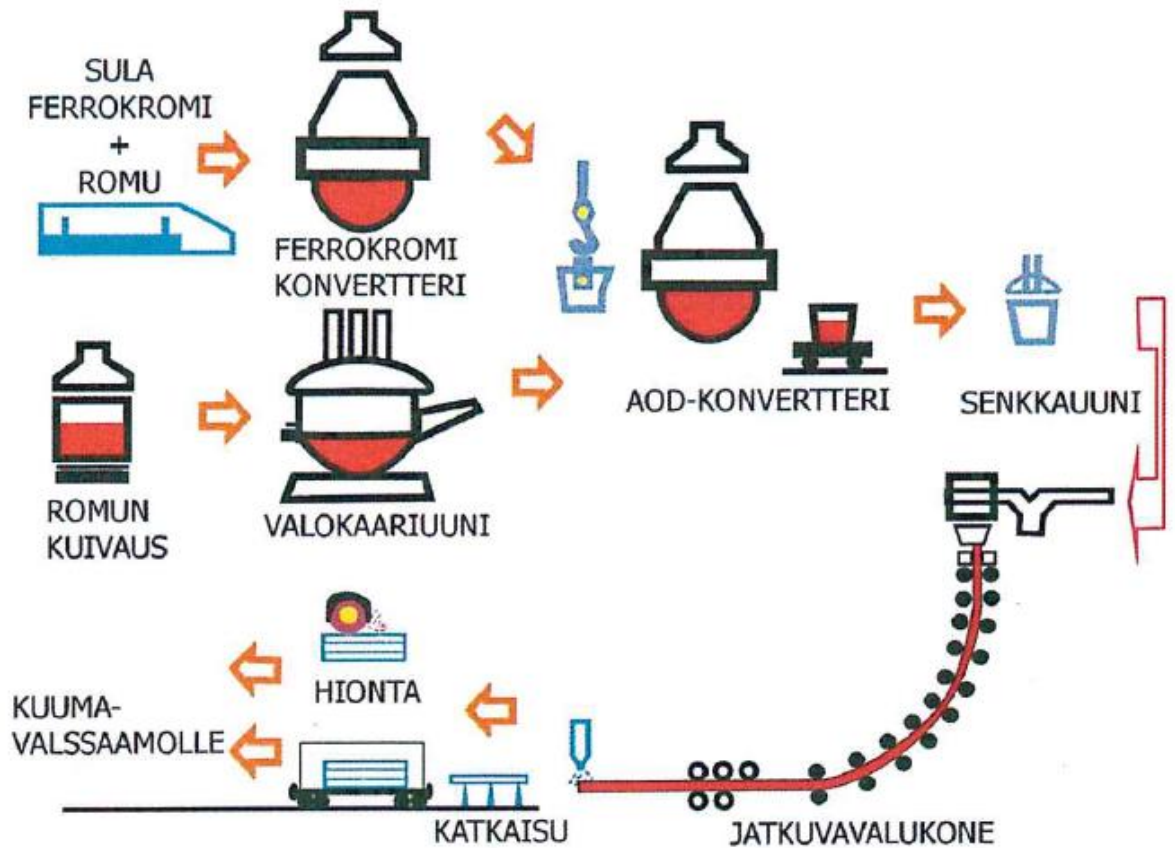 SULA
FERROKROMI
+
ROMU
FERROKROMI
KONVERTTERI
AOD-KONVERTTERI
SENKKAUUNI
ROMUN
KUIVAUS
VALOKAARIUUNI
HIONTA
KUUMA-
VALSSAAMOLLE
KATKAISU
JATKUVAVALUKONE